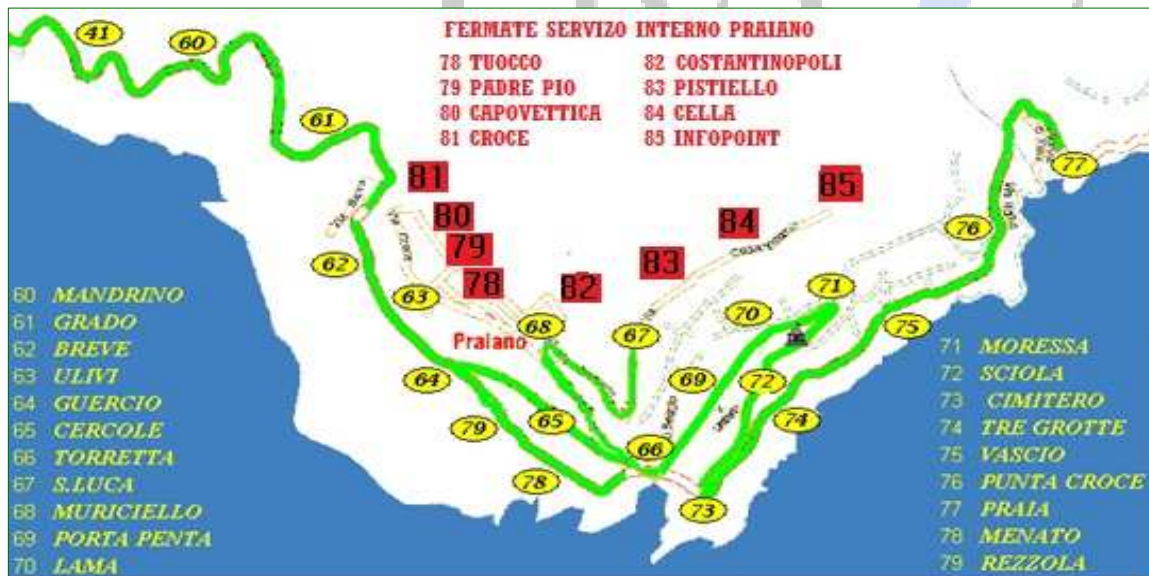 FERMATE SERVIZO INTERNO PRAIANO
78 TUOCCO
79 PADRE PIO
80 CAPOVETTICA
81 CROCE
82 COSTANTINOPOLI
83 PISTIELLO
84 CELLA
85 INFOPOINT
41
60
61
81
80
79
78
82
83
84
85
77
76
62
63
68
67
70
71
75
Praiano
64
69
72
74
79
65
66
78
73
60 MANDRINO
61 GRADO
62 BREVE
63 ULIVI
64 GUERCIO
65 CERCOLE
66 TORRETTA
67 S.LUCA
68 MURICIELLO
69 PORTA PENTA
70 LAMA
71 MORESSA
72 SCIOLA
73 CIMITERO
74 TRE GROTTE
75 VASCIO
76 PUNTA CROCE
77 PRAIA
78 MENATO
79 REZZOLA